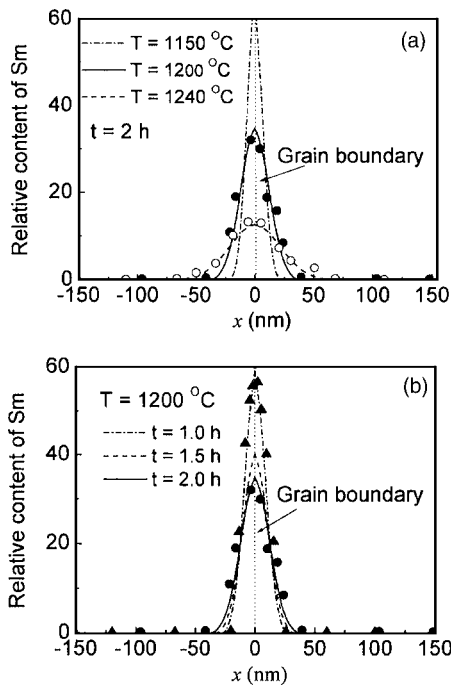 (a)
60
40
20
0
Relative content of Sm
T = 1150 °C
T = 1200 °C
T = 1240 °C
t = 2 h
Grain boundary
-150 -100 -50 0 50 100 150
x (nm)
(b)
60
40
20
0
Relative content of Sm
T = 1200 °C
t = 1.0 h
t = 1.5 h
t = 2.0 h
Grain boundary
-150 -100 -50 0 50 100 150
x (nm)